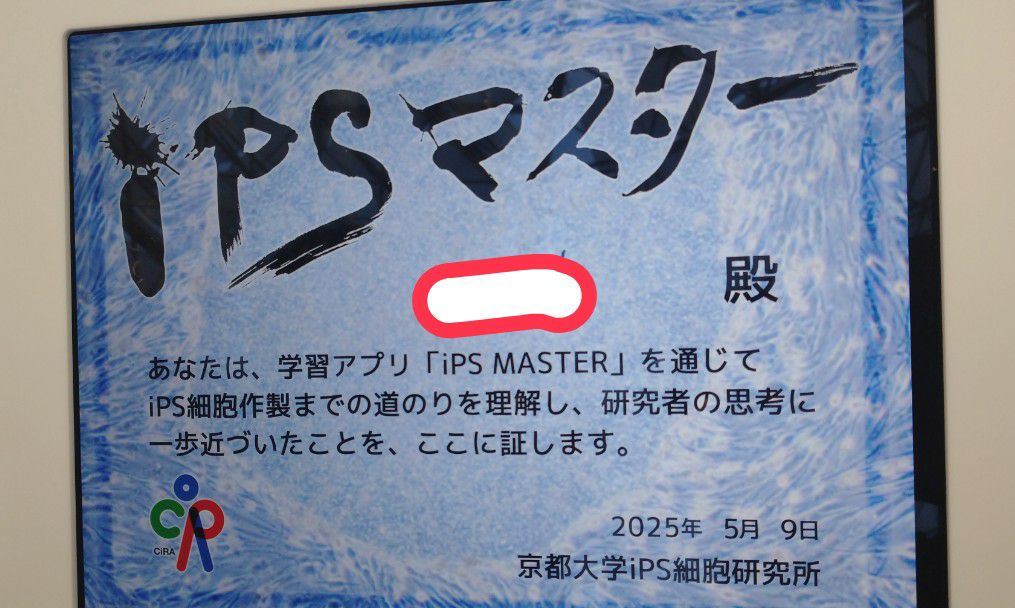 iPSマスター
殿
あなたは、学習アプリ「iPS MASTER」を通じて
iPS細胞作製までの道のりを理解し、研究者の思考に
一歩近づいたことを、ここに証します。
CiRA
2025年 5月 9日
京都大学iPS細胞研究所